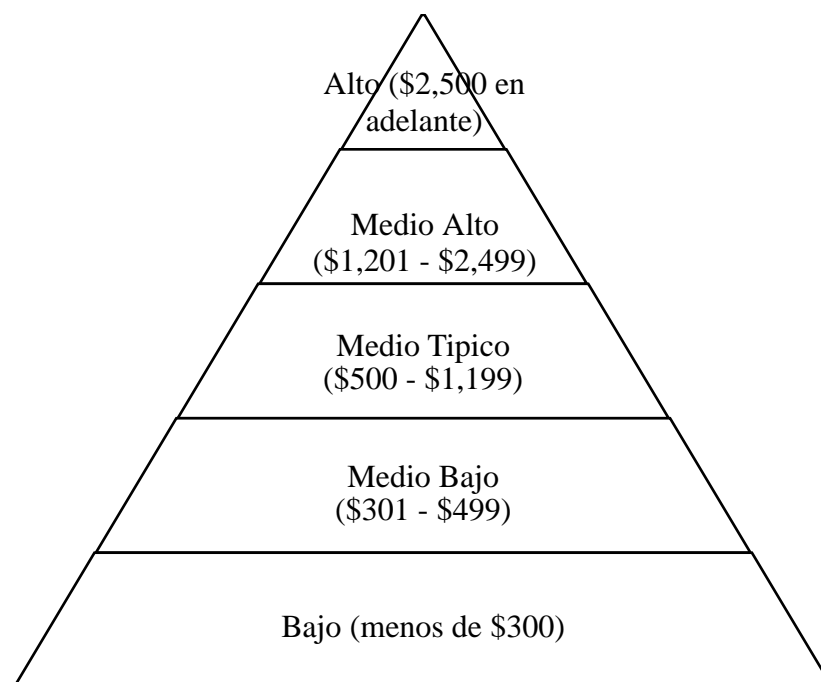 Alto ($2,500 en
adelante)
Medio Alto
($1,201 - $2,499)
Medio Tipico
($500 - $1,199)
Medio Bajo
($301 - $499)
Bajo (menos de $300)